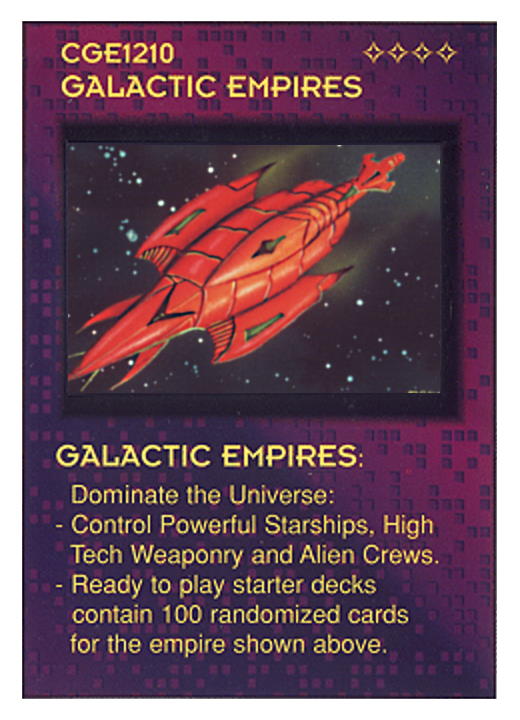 CGE1210
GALACTIC EMPIRES
GALACTIC EMPIRES:
Dominate the Universe:
- Control Powerful Starships, High
Tech Weaponry and Alien Crews.
- Ready to play starter decks
contain 100 randomized cards
for the empire shown above.